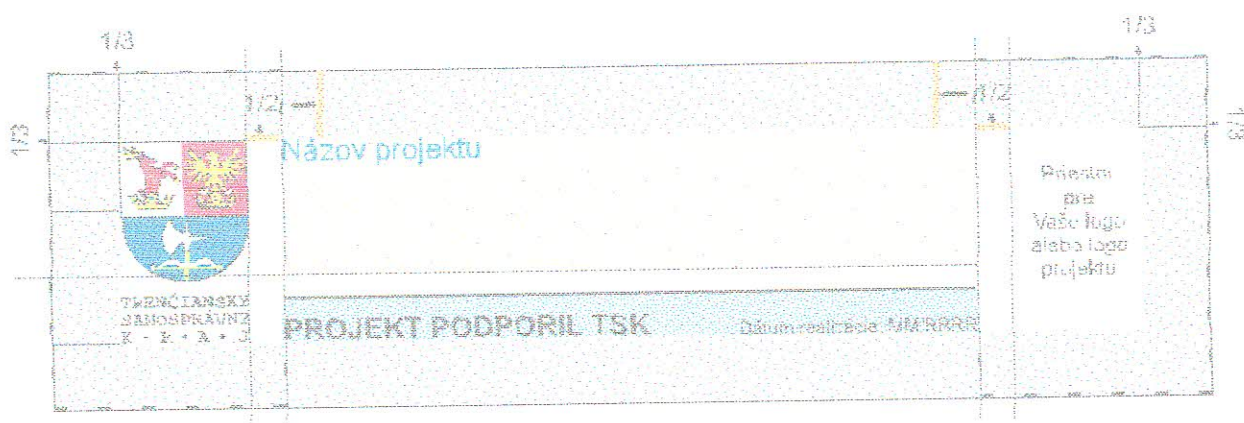 1/3
1/3
1/2
1/2
1/3
1/3
Názov projektu
Priestor
pre
Vaše logo
alebo logo
projektu
TRENČIANSKY
SAMOSPRÁVNY
K • R • A • J
PROJEKT PODPORIL TSK
Dátum realizácie: MM/RRRR